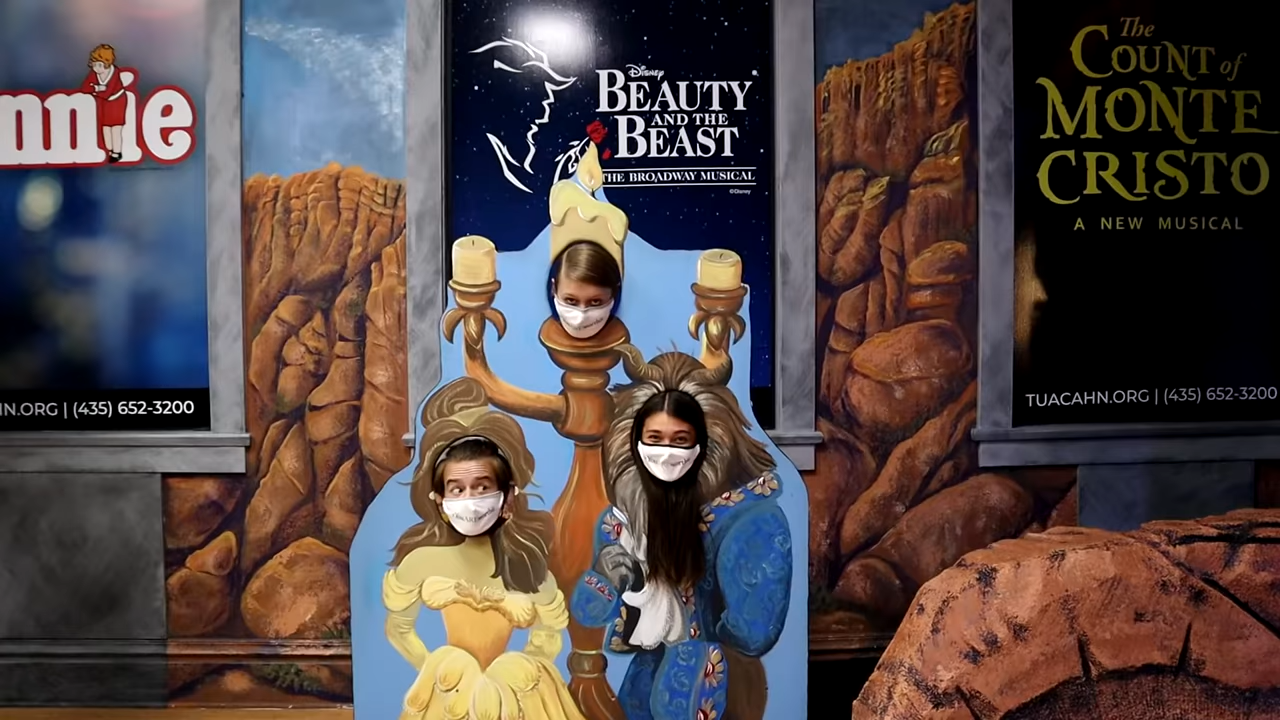 nnie
N.ORG | (435) 652-3200
Disney
BEAUTY
AND THE
BEAST
THE BROADWAY MUSICAL
©Disney
The
COUNT of
MONTE
CRISTO
A NEW MUSICAL
TUACAHN.ORG | (435) 652-3200